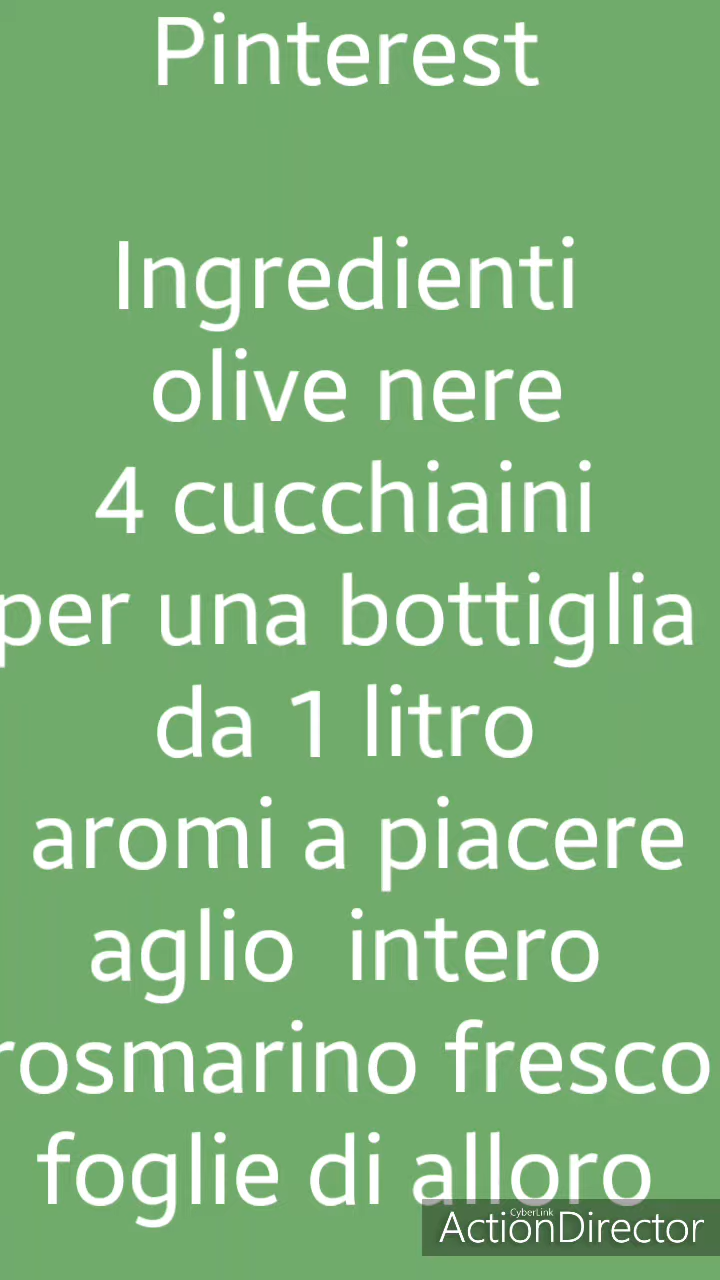 Pinterest
Ingredienti
olive nere
4 cucchiaini
per una bottiglia
da 1 litro
aromi a piacere
aglio intero
rosmarino fresco
foglie di alloro
CyberLink
ActionDirector